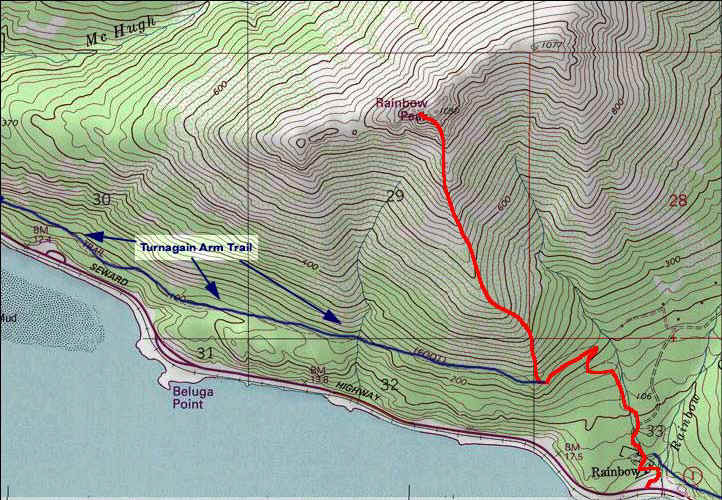 Mc Hugh
1077
600
800
Rainbow
Peak
1080
370
30
29
28
600
BM
12.4
TRAIL
Turnagain Arm Trail
SEWARD
400
300
100
Mud
31
(FOOT)
BM
13.8
32
200
HIGHWAY
Beluga
Point
106
33
Rainbow
BM
17.5
Rainbow
1